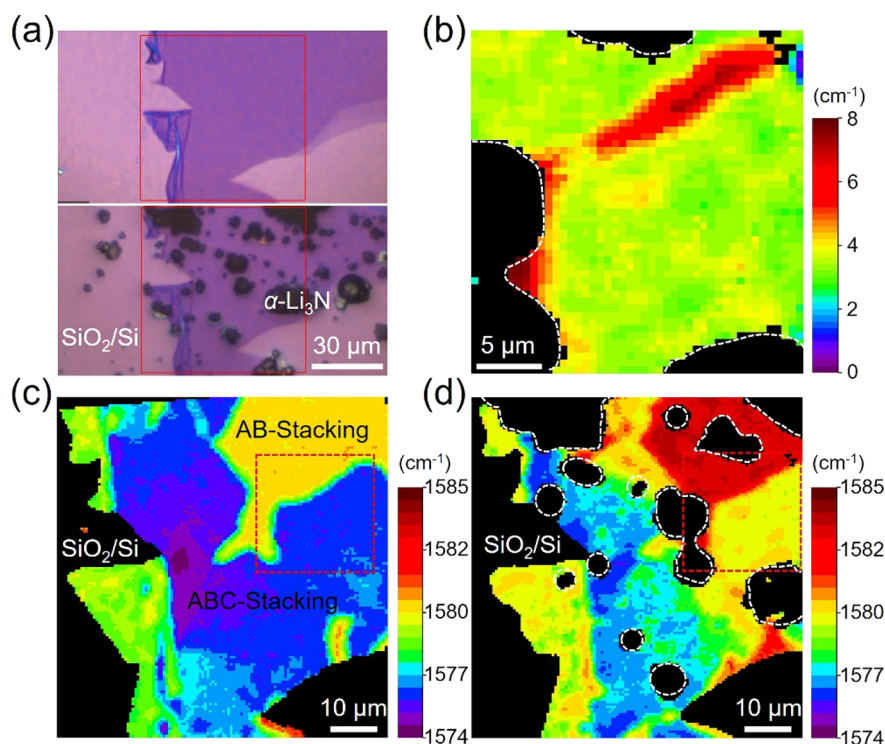 (a)
α-Li₃N
SiO₂/Si
30 μm
(b)
5 μm
(cm⁻¹)
8
6
4
2
0
(c)
AB-Stacking
SiO₂/Si
ABC-Stacking
10 μm
(cm⁻¹)
1585
1582
1580
1577
1574
(d)
SiO₂/Si
10 μm
(cm⁻¹)
1585
1582
1580
1577
1574